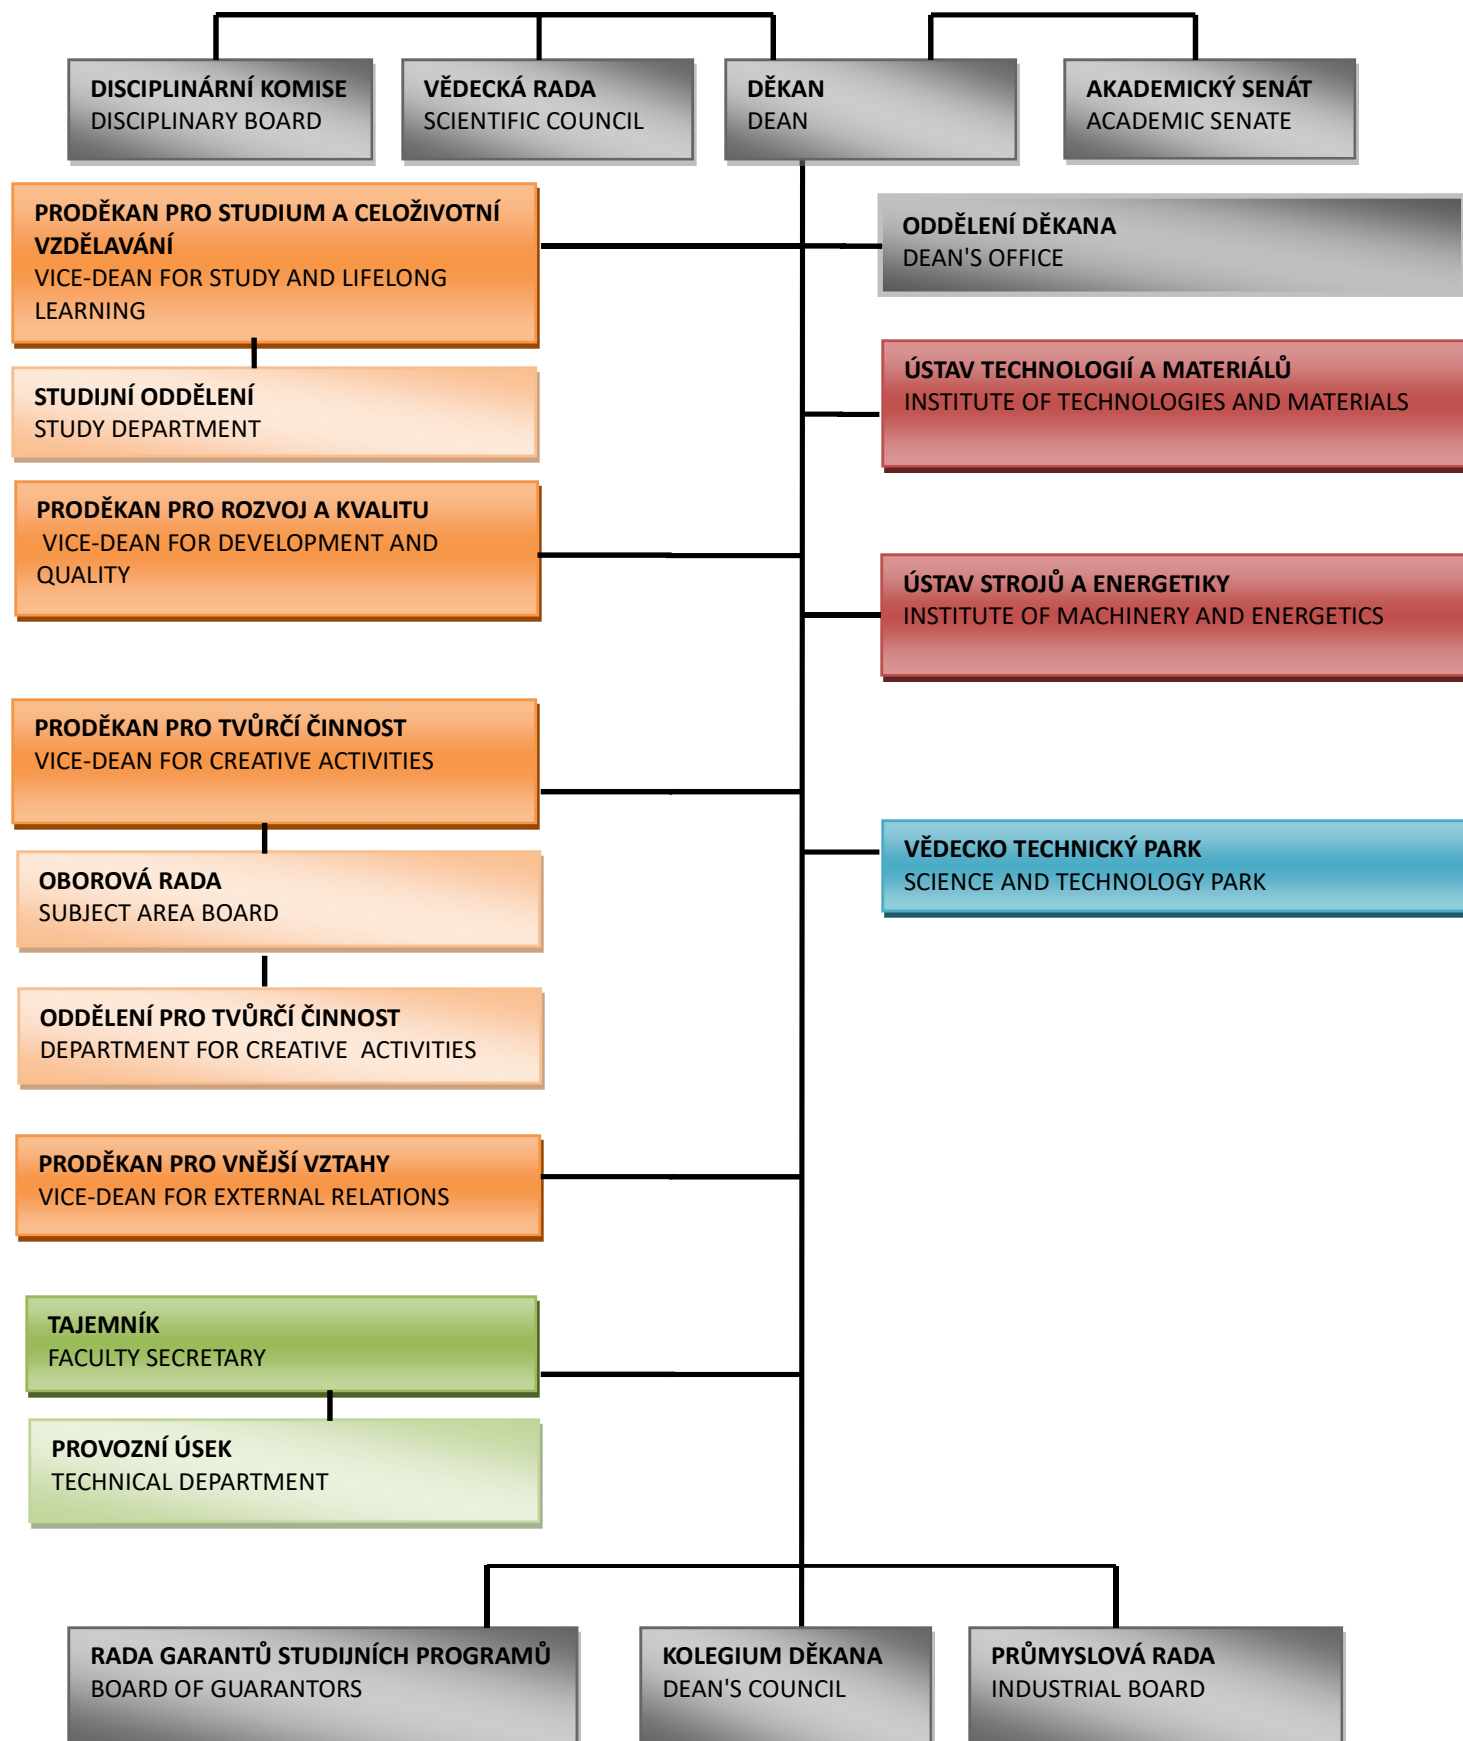 DISCIPLINÁRNÍ KOMISE
DISCIPLINARY BOARD
VĚDECKÁ RADA
SCIENTIFIC COUNCIL
DĚKAN
DEAN
AKADEMICKÝ SENÁT
ACADEMIC SENATE
PRODĚKAN PRO STUDIUM A CELOŽIVOTNÍ
VZDĚLAVÁNÍ
VICE-DEAN FOR STUDY AND LIFELONG
LEARNING
ODDĚLENÍ DĚKANA
DEAN'S OFFICE
STUDIJNÍ ODDĚLENÍ
STUDY DEPARTMENT
ÚSTAV TECHNOLOGIÍ A MATERIÁLŮ
INSTITUTE OF TECHNOLOGIES AND MATERIALS
PRODĚKAN PRO ROZVOJ A KVALITU
VICE-DEAN FOR DEVELOPMENT AND
QUALITY
ÚSTAV STROJŮ A ENERGETIKY
INSTITUTE OF MACHINERY AND ENERGETICS
PRODĚKAN PRO TVŮRČÍ ČINNOST
VICE-DEAN FOR CREATIVE ACTIVITIES
VĚDECKO TECHNICKÝ PARK
SCIENCE AND TECHNOLOGY PARK
OBOROVÁ RADA
SUBJECT AREA BOARD
ODDĚLENÍ PRO TVŮRČÍ ČINNOST
DEPARTMENT FOR CREATIVE ACTIVITIES
PRODĚKAN PRO VNĚJŠÍ VZTAHY
VICE-DEAN FOR EXTERNAL RELATIONS
TAJEMNÍK
FACULTY SECRETARY
PROVOZNÍ ÚSEK
TECHNICAL DEPARTMENT
RADA GARANTŮ STUDIJNÍCH PROGRAMŮ
BOARD OF GUARANTORS
KOLEGIUM DĚKANA
DEAN'S COUNCIL
PRŮMYSLOVÁ RADA
INDUSTRIAL BOARD